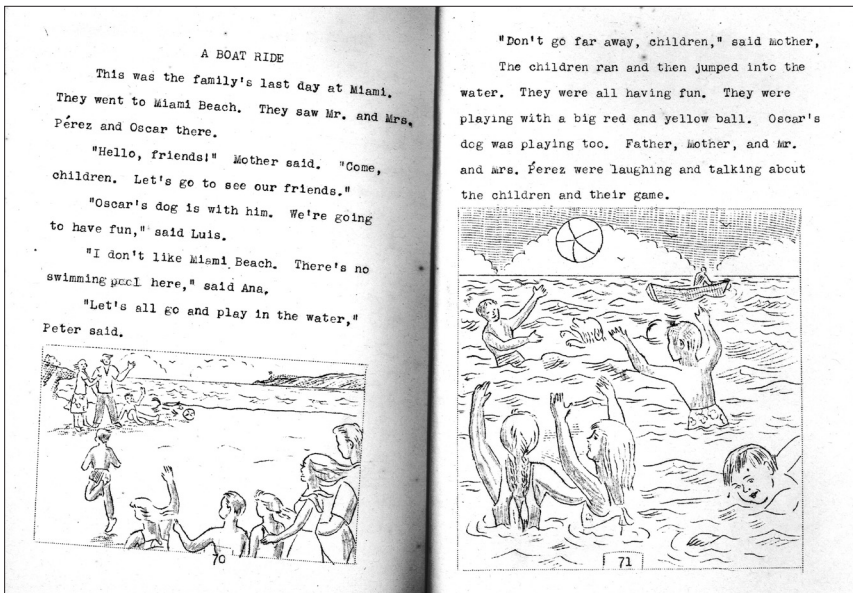 A BOAT RIDE
This was the family's last day at Miami.
They went to Miami Beach. They saw Mr. and Mrs.
Pérez and Oscar there.
"Hello, friends!" Mother said. "Come,
children. Let's go to see our friends."
"Oscar's dog is with him. We're going
to have fun," said Luis.
"I don't like Miami Beach. There's no
swimming pool here," said Ana.
"Let's all go and play in the water,"
Peter said.
70
"Don't go far away, children," said Mother,
The children ran and then jumped into the
water. They were all having fun. They were
playing with a big red and yellow ball. Oscar's
dog was playing too. Father, Mother, and Mr.
and Mrs. Pérez were laughing and talking about
the children and their game.
71